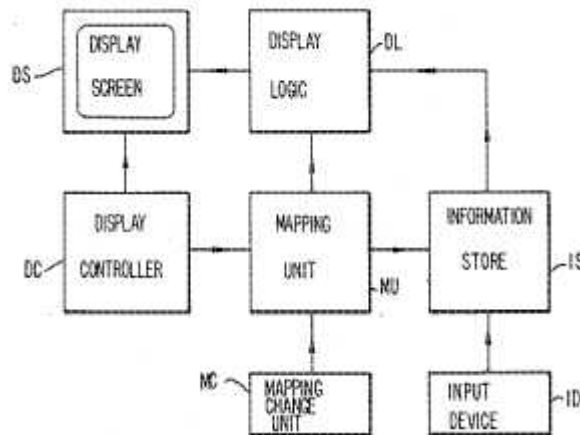 DISPLAY
SCREEN
DS
DISPLAY
LOGIC
DL
DISPLAY
CONTROLLER
DC
MAPPING
UNIT
MU
INFORMATION
STORE
IS
MC
MAPPING
CHANGE
UNIT
INPUT
DEVICE
ID